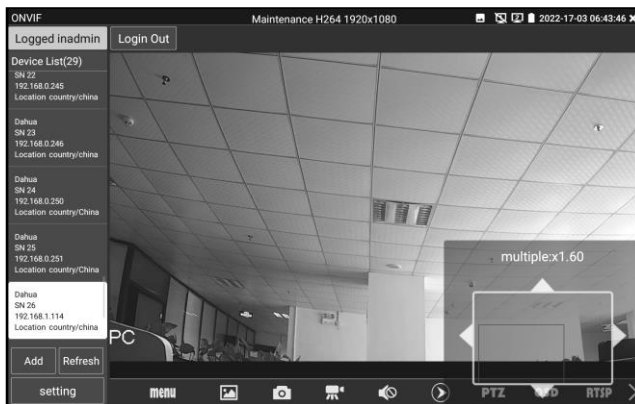 ONVIF
Maintenance H264 1920x1080
2022-17-03 06:43:46
Logged inadmin
Login Out
Device List(29)
SN 22
192.168.0.245
Location country/china
Dahua
SN 23
192.168.0.246
Location country/china
Dahua
SN 24
192.168.0.250
Location country/China
Dahua
SN 25
192.168.0.251
Location country/China
Dahua
SN 26
192.168.1.114
Location country/china
multiple:x1.60
PC
Add
Refresh
setting
menu
PTZ
OSD
RTSP